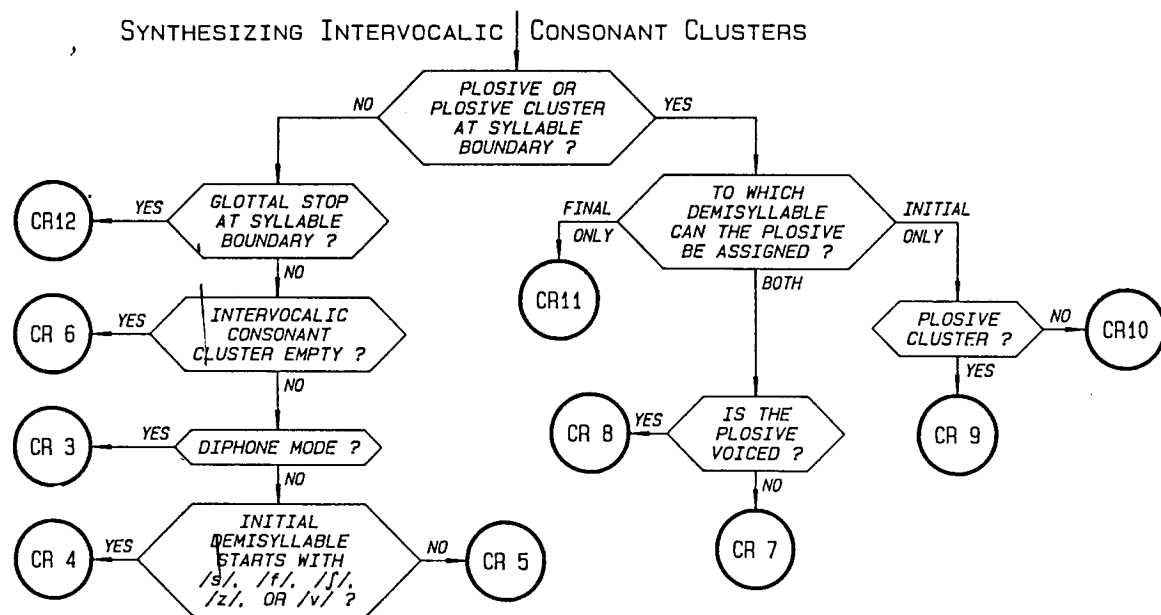 SYNTHESIZING INTERVOCALIC CONSONANT CLUSTERS
PLOSIVE OR
PLOSIVE CLUSTER
AT SYLLABLE
BOUNDARY ?
NO
YES
GLOTTAL STOP
AT SYLLABLE
BOUNDARY ?
YES
CR12
NO
TO WHICH
DEMISYLLABLE
CAN THE PLOSIVE
BE ASSIGNED ?
FINAL
ONLY
CR11
INITIAL
ONLY
BOTH
INTERVOCALIC
CONSONANT
CLUSTER EMPTY ?
YES
CR 6
NO
PLOSIVE
CLUSTER ?
NO
CR10
YES
CR 9
DIPHONE MODE ?
YES
CR 3
NO
IS THE
PLOSIVE
VOICED ?
YES
CR 8
NO
CR 7
INITIAL
DEMISYLLABLE
STARTS WITH
/s/, /f/, /ʃ/,
/z/, OR /v/ ?
YES
CR 4
NO
CR 5